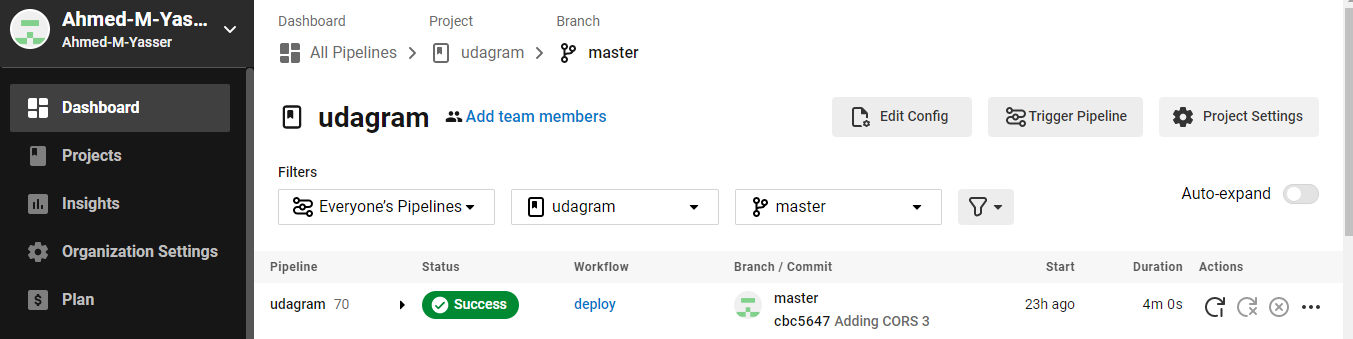 Ahmed-M-Yas...
Ahmed-M-Yasser
Dashboard
Projects
Insights
Organization Settings
Plan
Dashboard Project Branch
All Pipelines udagram master
udagram Add team members Edit Config Trigger Pipeline Project Settings
Filters
Everyone's Pipelines udagram master Auto-expand
Pipeline Status Workflow Branch / Commit Start Duration Actions
udagram 70 Success deploy master 23h ago 4m 0s
cbc5647 Adding CORS 3